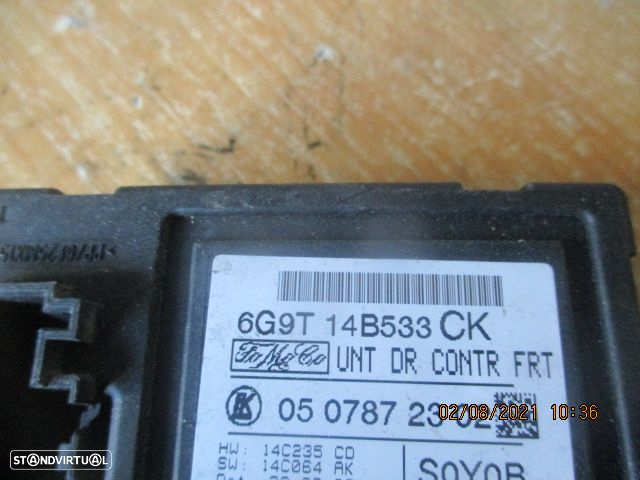 6G9T 14B533 CK
FoMoCo UNT DR CONTR FRT
K 05 0787 23 02
02/08/2021 10:36
HW: 14C235 CD
SW: 14C064 AK
S0Y0B
STANDVIRTUAL